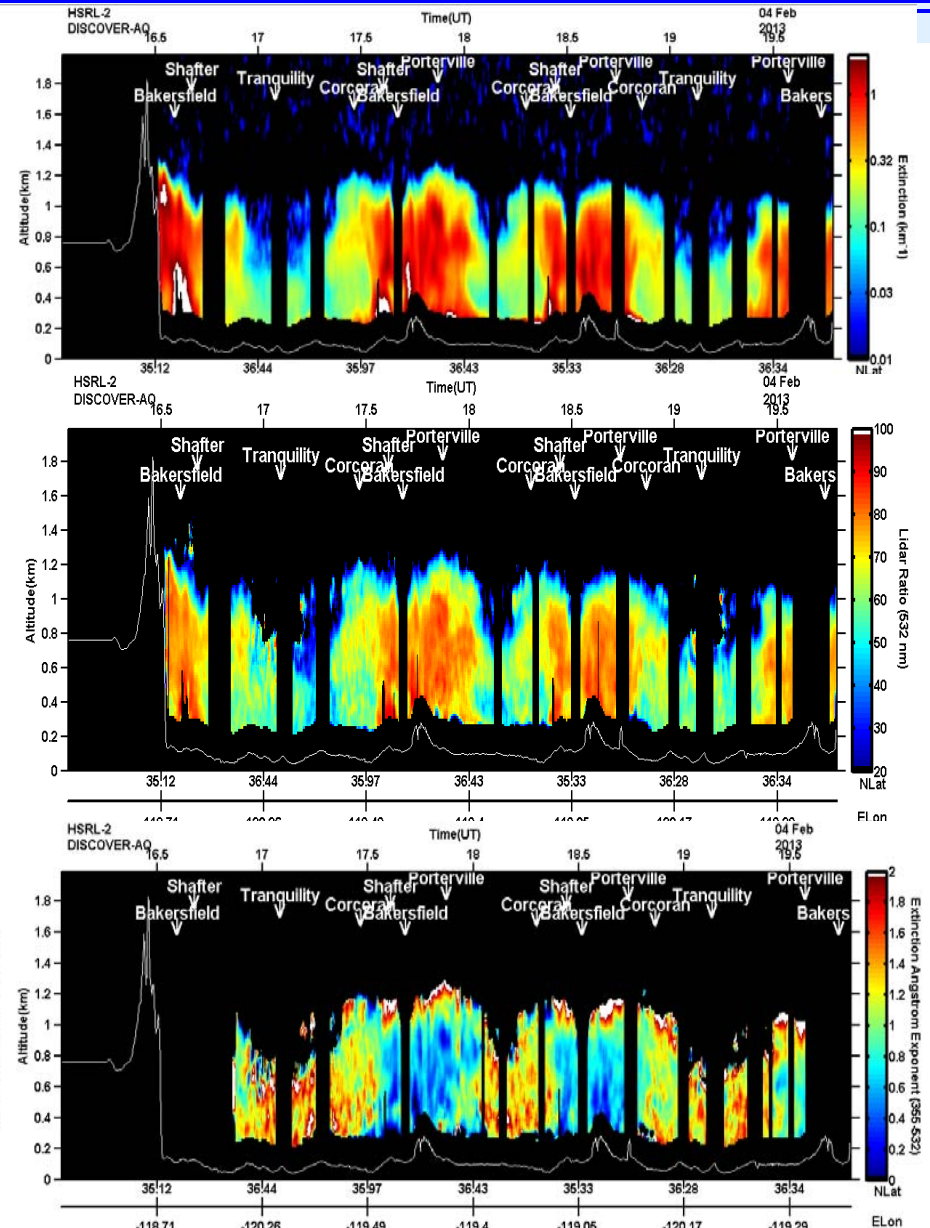 HSRL-2
DISCOVER-AQ
Time(UT)
04 Feb
2013
16.5 17 17.5 18 18.5 19 19.5
Shafter Tranquility Shafter Porterville Shafter Porterville Tranquility Porterville
Bakersfield Corcoran Bakersfield Corcoran Bakersfield Corcoran Bakers
Altitude(km)
1.8
1.6
1.4
1.2
1
0.8
0.6
0.4
0.2
0
1
0.32
0.1
0.03
0.01
Extinction (km-1)
35.12 36.44 35.97 36.43 35.33 36.28 36.34
NLat
HSRL-2
DISCOVER-AQ
Time(UT)
04 Feb
2013
16.5 17 17.5 18 18.5 19 19.5
Shafter Tranquility Shafter Porterville Shafter Porterville Tranquility Porterville
Bakersfield Corcoran Bakersfield Corcoran Bakersfield Corcoran Bakers
Altitude(km)
1.8
1.6
1.4
1.2
1
0.8
0.6
0.4
0.2
0
100
90
80
70
60
50
40
30
20
Lidar Ratio (532 nm)
35.12 36.44 35.97 36.43 35.33 36.28 36.34
NLat
ELon
HSRL-2
DISCOVER-AQ
Time(UT)
04 Feb
2013
16.5 17 17.5 18 18.5 19 19.5
Shafter Tranquility Shafter Porterville Shafter Porterville Tranquility Porterville
Bakersfield Corcoran Bakersfield Corcoran Bakersfield Corcoran Bakers
Altitude(km)
1.8
1.6
1.4
1.2
1
0.8
0.6
0.4
0.2
0
2
1.8
1.6
1.4
1.2
1
0.8
0.6
0.4
0.2
0
Extinction Angstrom Exponent (355-532)
35.12 36.44 35.97 36.43 35.33 36.28 36.34
NLat
-118.71 -120.26 -119.49 -119.4 -119.05 -120.17 -119.29
ELon